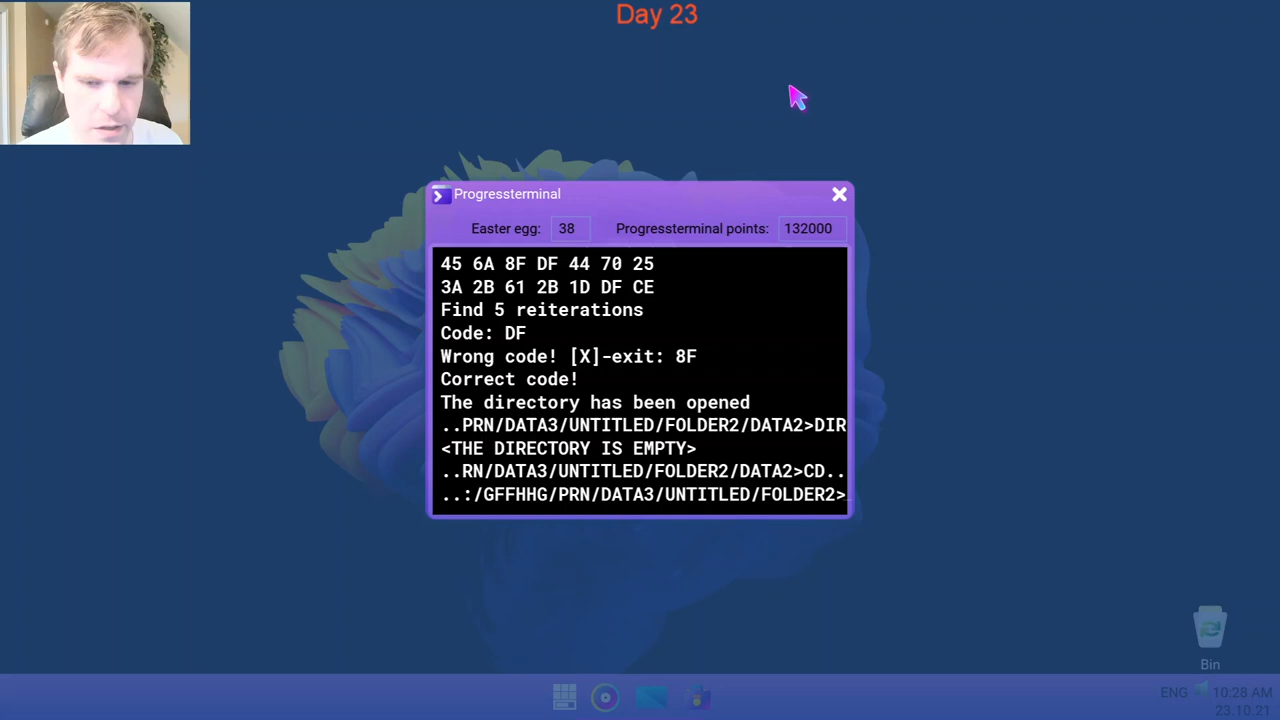 Day 23
Progressterminal
Easter egg: 38 Progressterminal points: 132000
45 6A 8F DF 44 70 25
3A 2B 61 2B 1D DF CE
Find 5 reiterations
Code: DF
Wrong code! [X]-exit: 8F
Correct code!
The directory has been opened
..PRN/DATA3/UNTITLED/FOLDER2/DATA2>DIR
<THE DIRECTORY IS EMPTY>
..RN/DATA3/UNTITLED/FOLDER2/DATA2>CD..
..:/GFFHHG/PRN/DATA3/UNTITLED/FOLDER2>_
Bin
ENG 10:28 AM
23.10.21